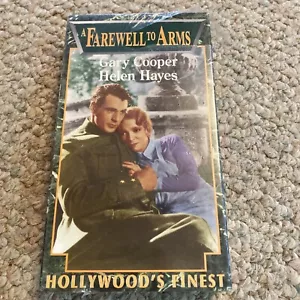 A FAREWELL TO ARMS
Gary Cooper
Helen Hayes
HOLLYWOOD'S FINEST